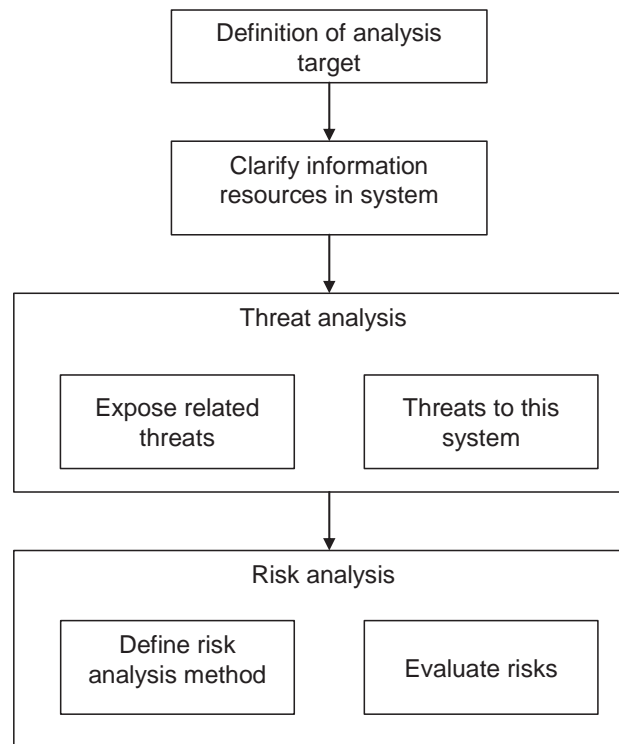 Definition of analysis
target
Clarify information
resources in system
Threat analysis
Expose related
threats
Threats to this
system
Risk analysis
Define risk
analysis method
Evaluate risks